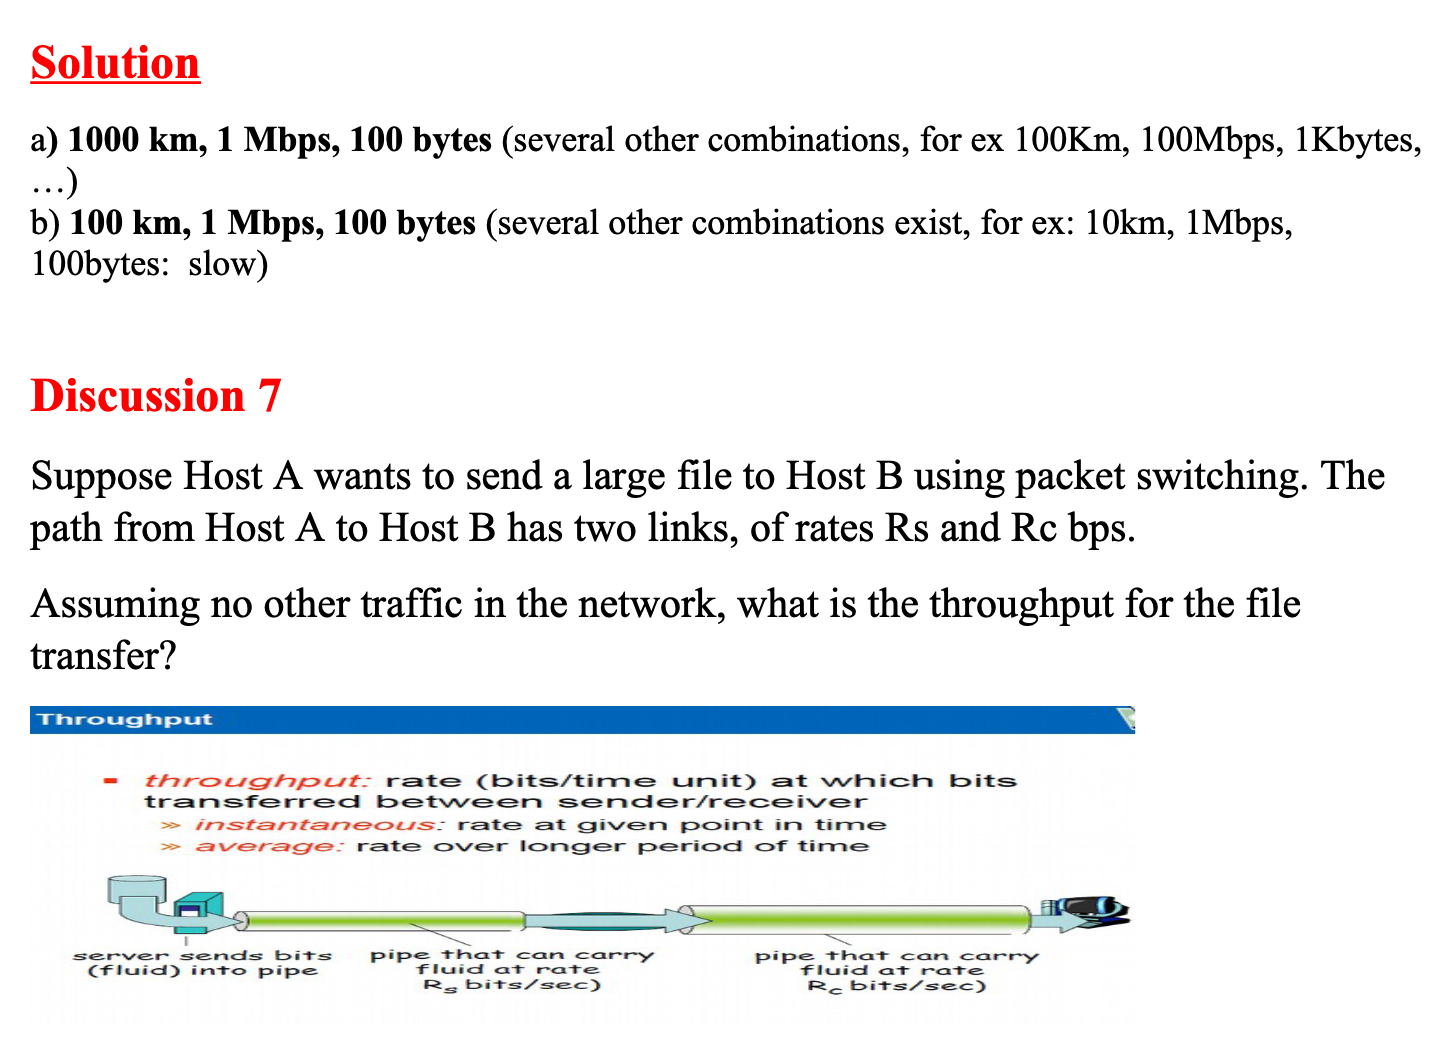 Solution
a) 1000 km, 1 Mbps, 100 bytes (several other combinations, for ex 100Km, 100Mbps, 1Kbytes,
…)
b) 100 km, 1 Mbps, 100 bytes (several other combinations exist, for ex: 10km, 1Mbps,
100bytes:  slow)
Discussion 7
Suppose Host A wants to send a large file to Host B using packet switching. The
path from Host A to Host B has two links, of rates Rs and Rc bps.
Assuming no other traffic in the network, what is the throughput for the file
transfer?
Throughput
▪ throughput: rate (bits/time unit) at which bits
transferred between sender/receiver
» instantaneous: rate at given point in time
» average: rate over longer period of time
server sends bits
(fluid) into pipe
pipe that can carry
fluid at rate
Rs bits/sec)
pipe that can carry
fluid at rate
Rc bits/sec)